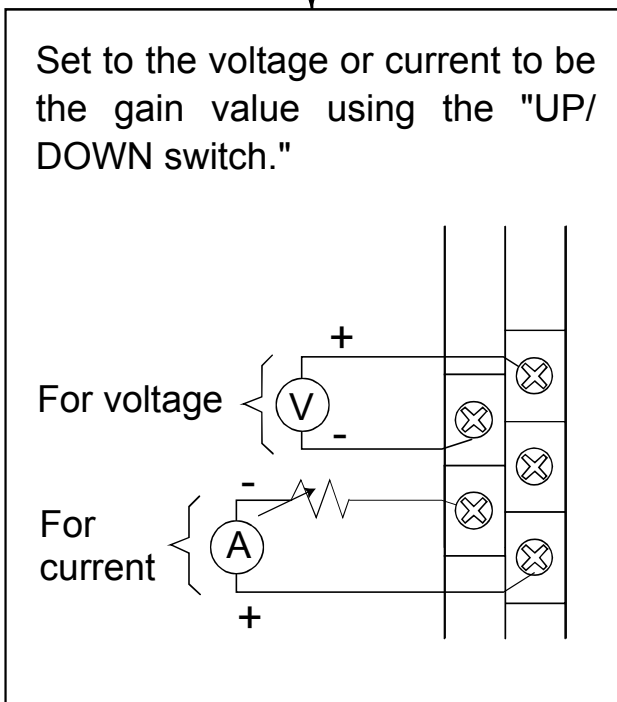 Set to the voltage or current to be
the gain value using the "UP/
DOWN switch."
+
For voltage
V
-
-
For
current
A
+